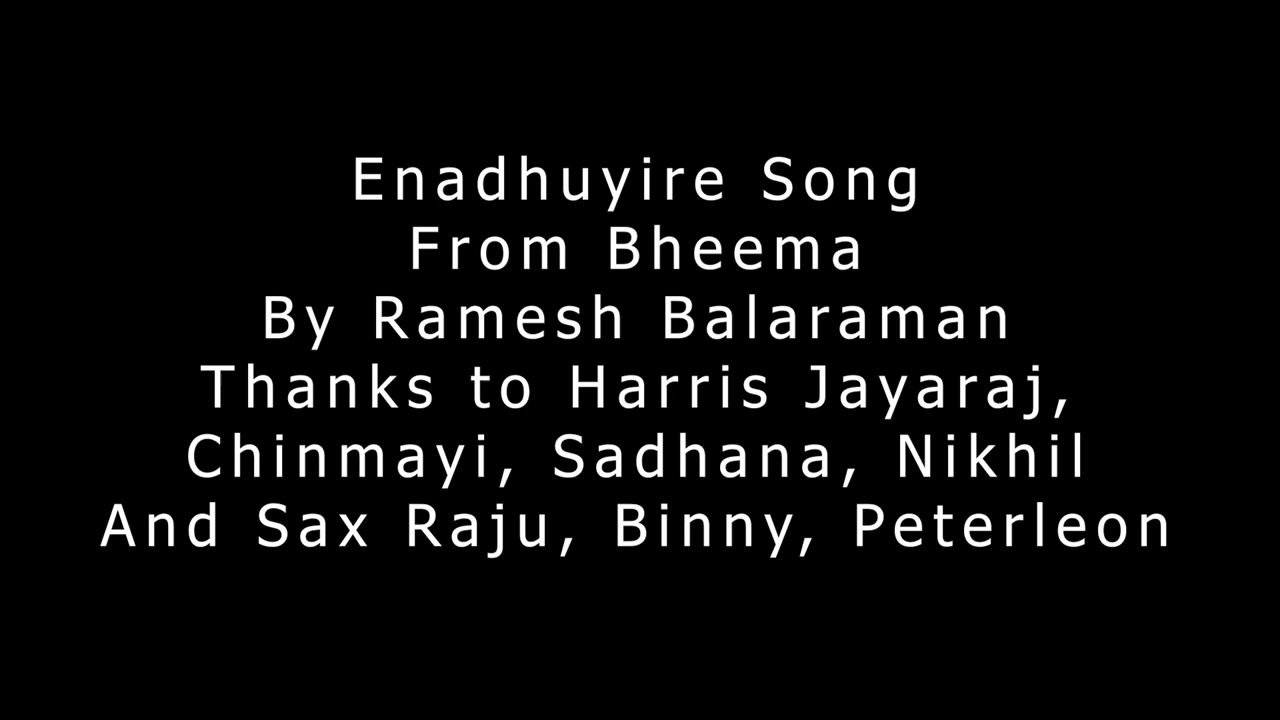 Enadhuyire Song
From Bheema
By Ramesh Balaraman
Thanks to Harris Jayaraj,
Chinmayi, Sadhana, Nikhil
And Sax Raju, Binny, Peterleon